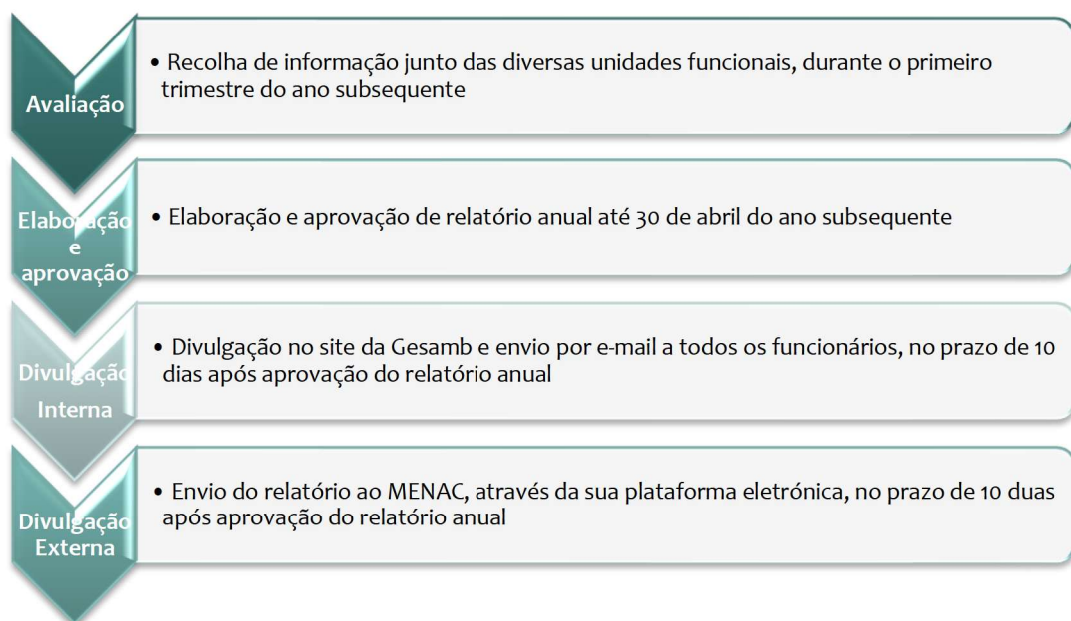 Avaliação
• Recolha de informação junto das diversas unidades funcionais, durante o primeiro
trimestre do ano subsequente
Elaboração
e
aprovação
• Elaboração e aprovação de relatório anual até 30 de abril do ano subsequente
Divulgação
Interna
• Divulgação no site da Gesamb e envio por e-mail a todos os funcionários, no prazo de 10
dias após aprovação do relatório anual
Divulgação
Externa
• Envio do relatório ao MENAC, através da sua plataforma eletrónica, no prazo de 10 duas
após aprovação do relatório anual